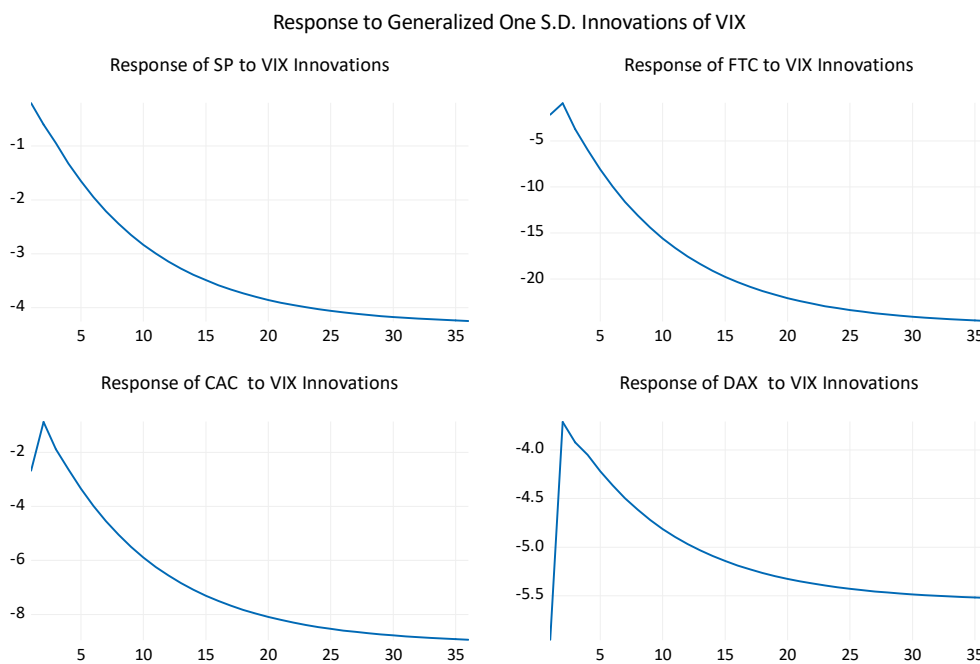 Response to Generalized One S.D. Innovations of VIX
Response of SP to VIX Innovations
-1
-2
-3
-4
5 10 15 20 25 30 35
Response of FTC to VIX Innovations
-5
-10
-15
-20
5 10 15 20 25 30 35
Response of CAC  to VIX Innovations
-2
-4
-6
-8
5 10 15 20 25 30 35
Response of DAX  to VIX Innovations
-4.0
-4.5
-5.0
-5.5
5 10 15 20 25 30 35